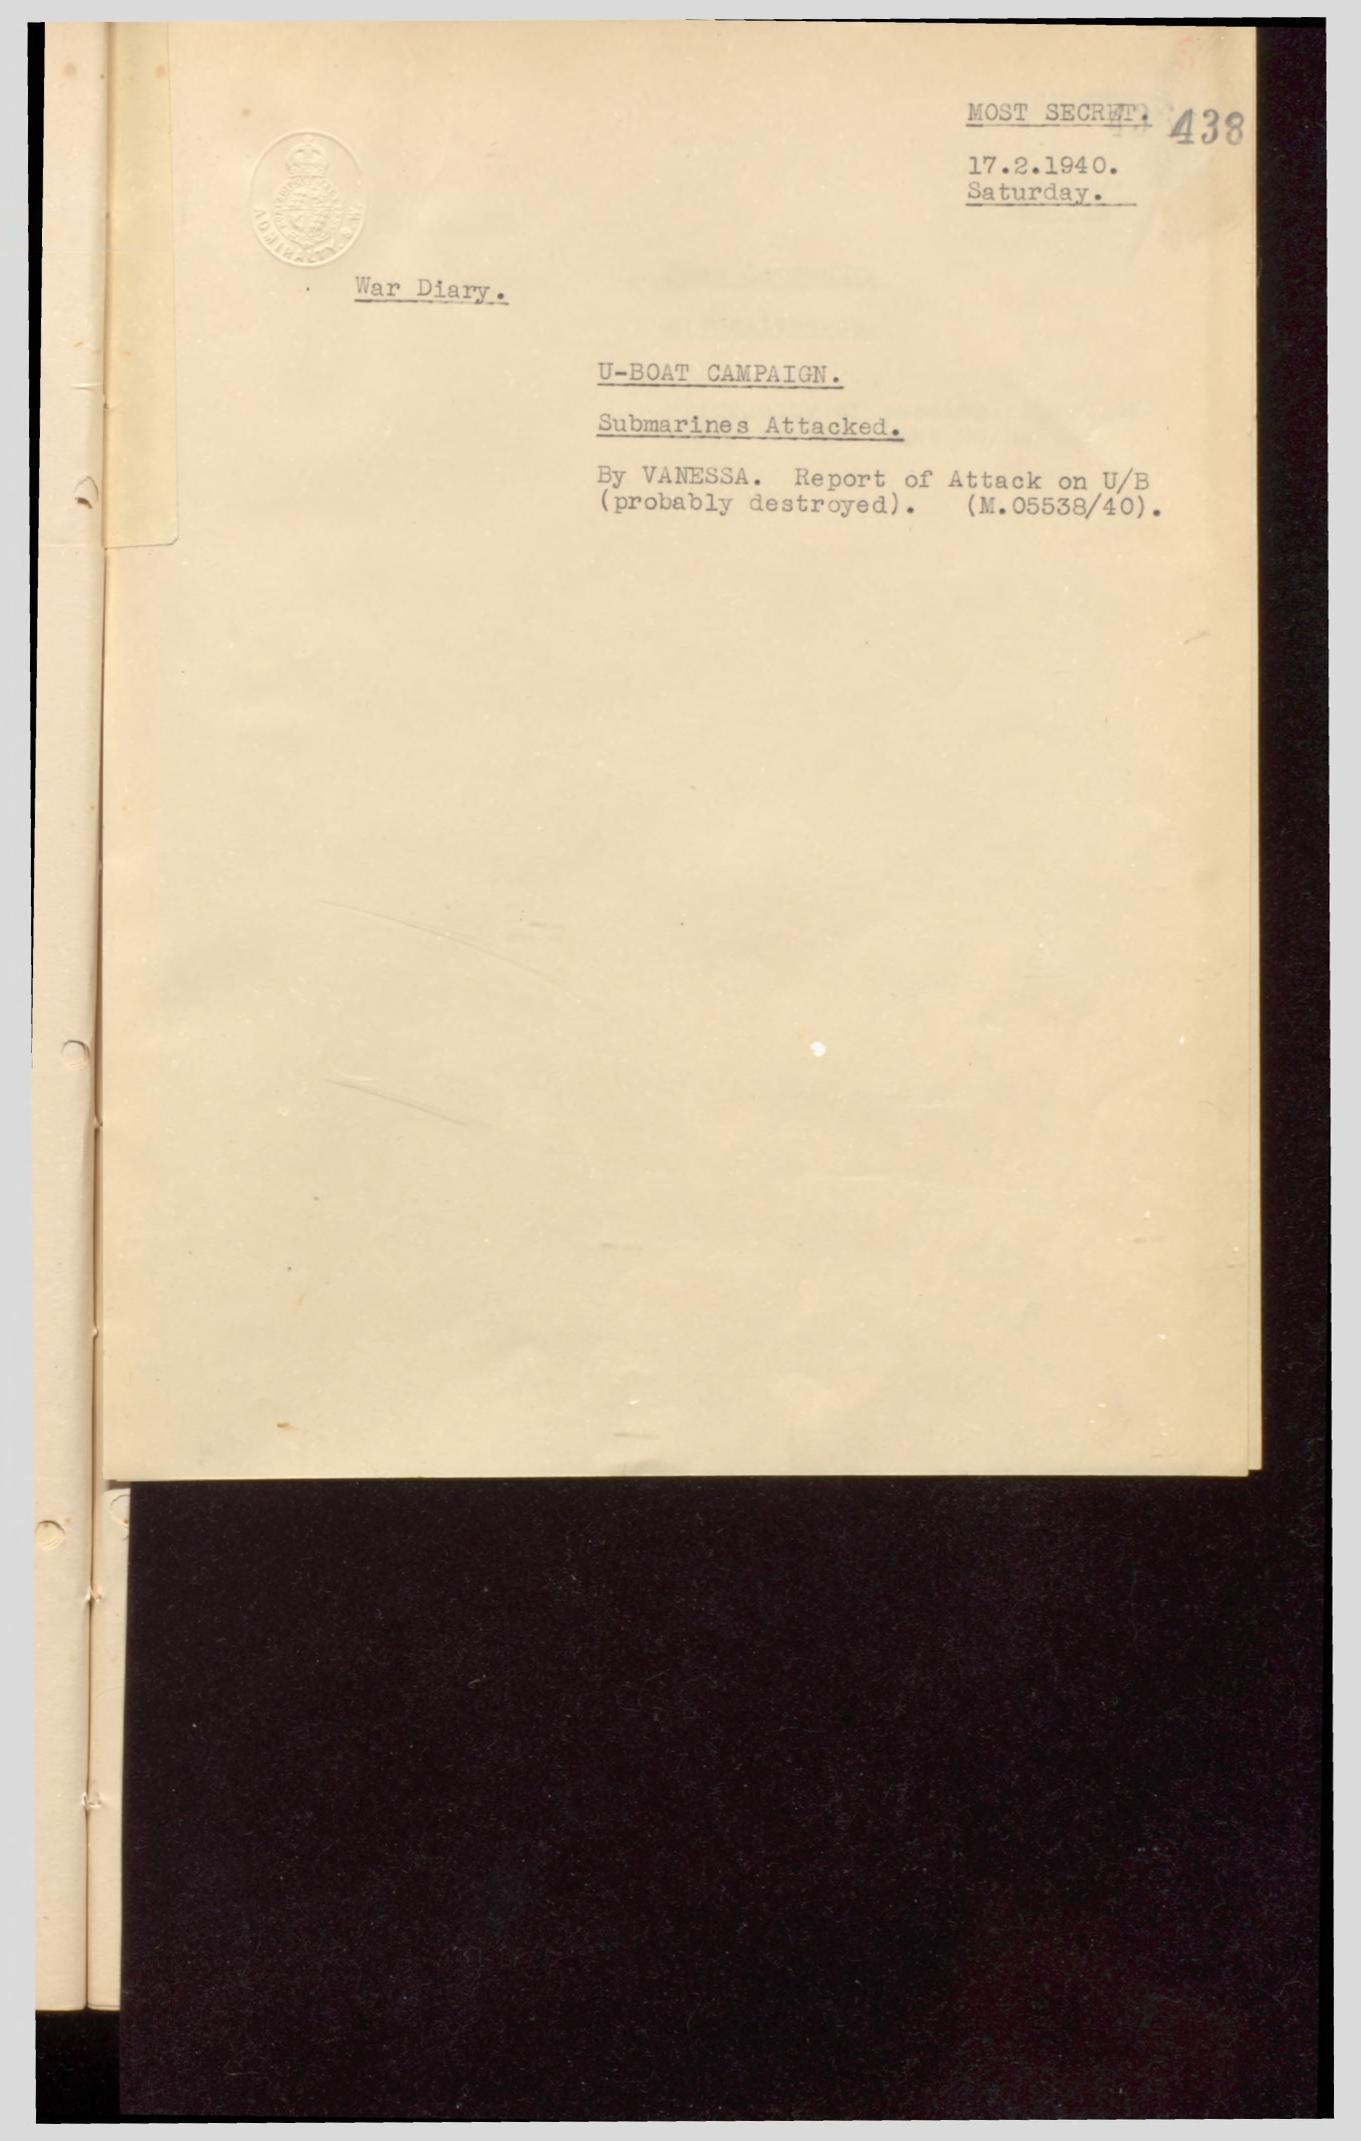 MOST SECRET. 438
17.2.1940.
Saturday.
ADMIRALTY. S.W.
War Diary.
U-BOAT CAMPAIGN.
Submarines Attacked.
By VANESSA. Report of Attack on U/B
(probably destroyed). (M.05538/40).